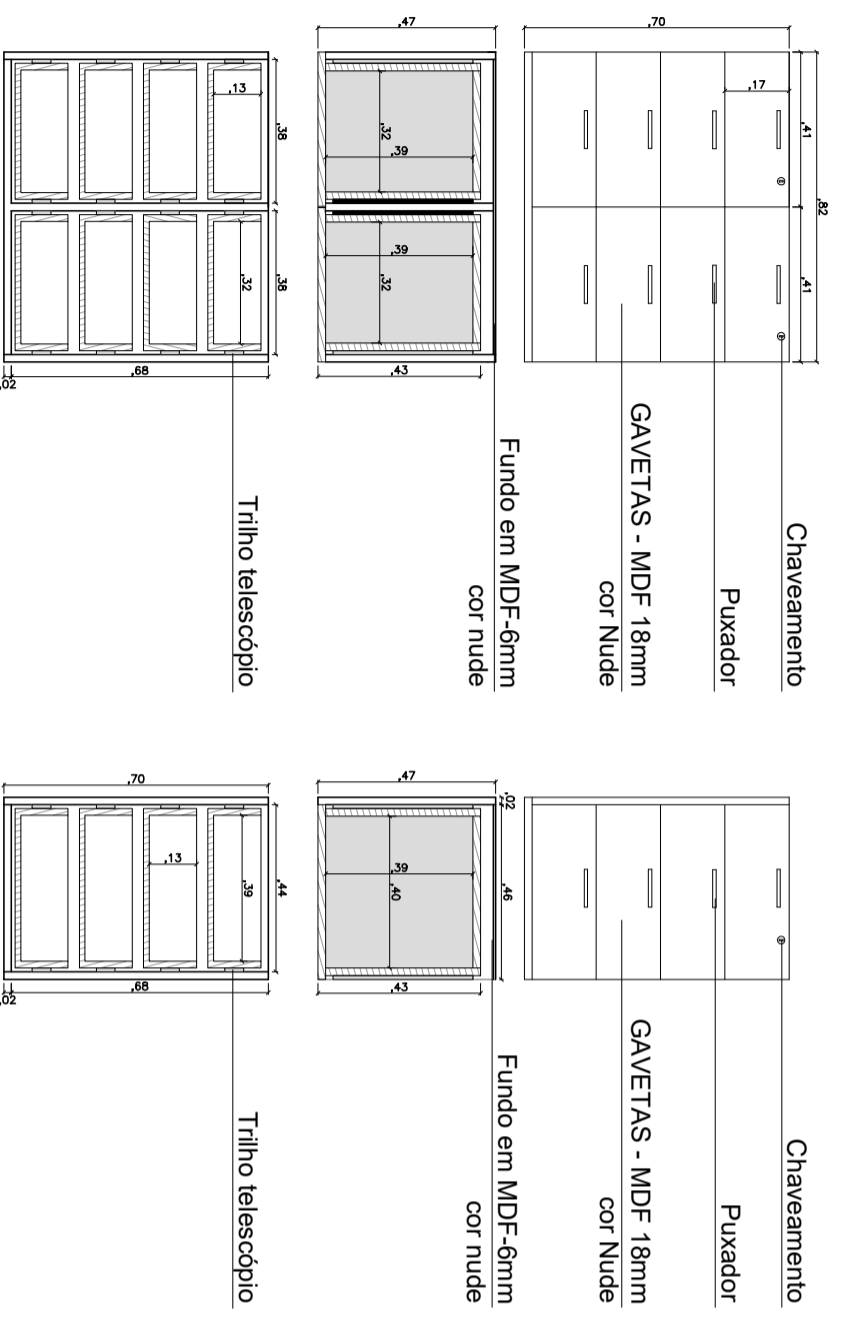 ,82
,41
,41
,70
,17
Chaveamento
Puxador
GAVETAS - MDF 18mm
cor Nude
,47
,32
,39
,39
,32
,43
Fundo em MDF-6mm
cor nude
,38
,38
,13
,32
,68
,02
Trilho telescópio
Chaveamento
Puxador
GAVETAS - MDF 18mm
cor Nude
,47
,02
,46
,39
,40
,43
Fundo em MDF-6mm
cor nude
,70
,44
,39
,13
,68
,02
Trilho telescópio